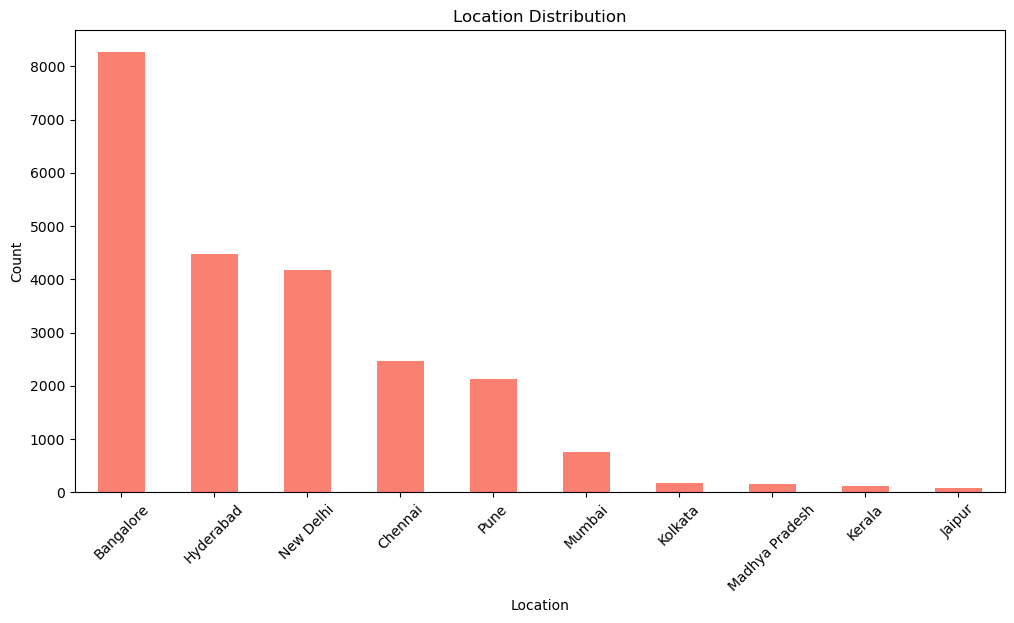 Location Distribution
Count
8000
7000
6000
5000
4000
3000
2000
1000
0
Bangalore
Hyderabad
New Delhi
Chennai
Pune
Mumbai
Kolkata
Madhya Pradesh
Kerala
Jaipur
Location